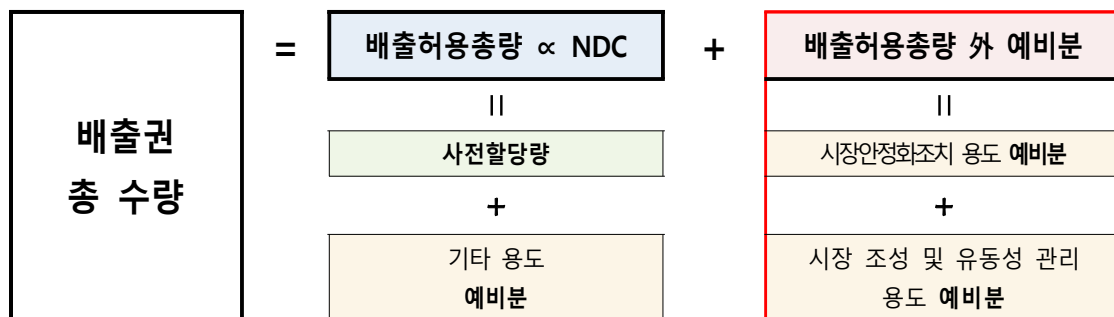 배출권
총 수량
=
배출허용총량 ∝ NDC
+
배출허용총량 外 예비분
=
사전할당량
+
기타 용도
예비분
=
시장안정화조치 용도 예비분
+
시장 조성 및 유동성 관리
용도 예비분